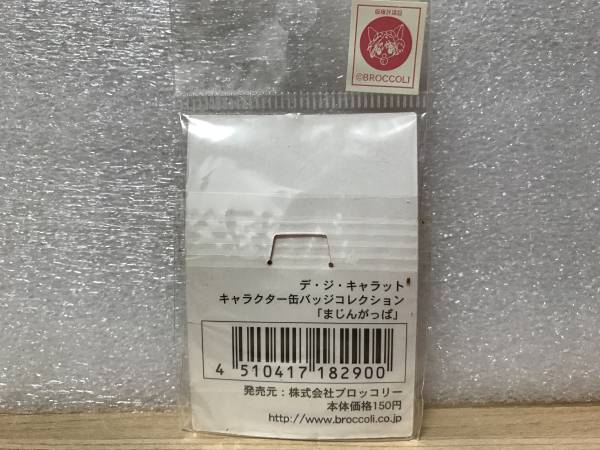 版権許諾証
©BROCCOLI
デ・ジ・キャラット
キャラクター缶バッジコレクション
「まじんがっぱ」
4 510417 182900
発売元：株式会社ブロッコリー
本体価格150円
http://www.broccoli.co.jp